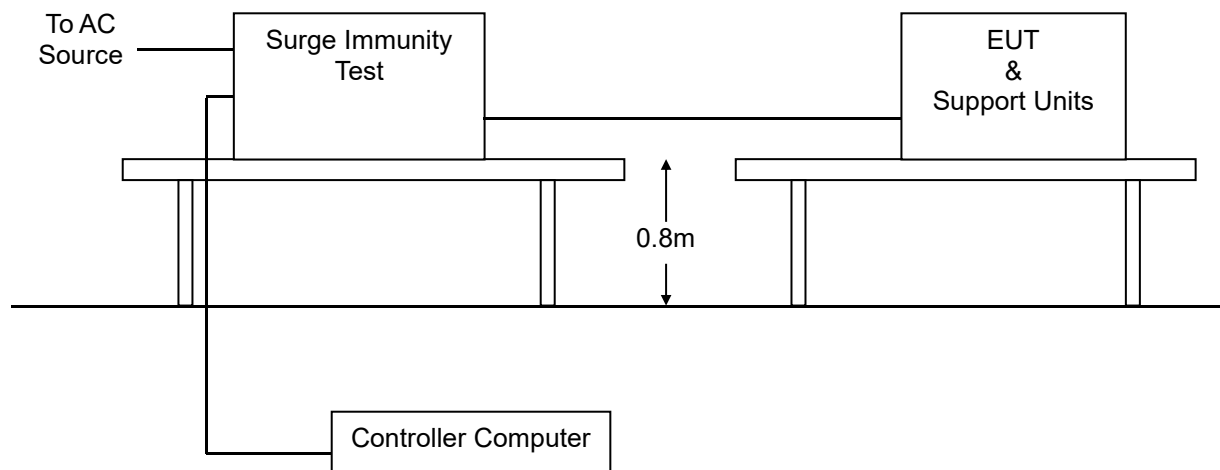 To AC
Source
Surge Immunity
Test
EUT
&
Support Units
0.8m
Controller Computer